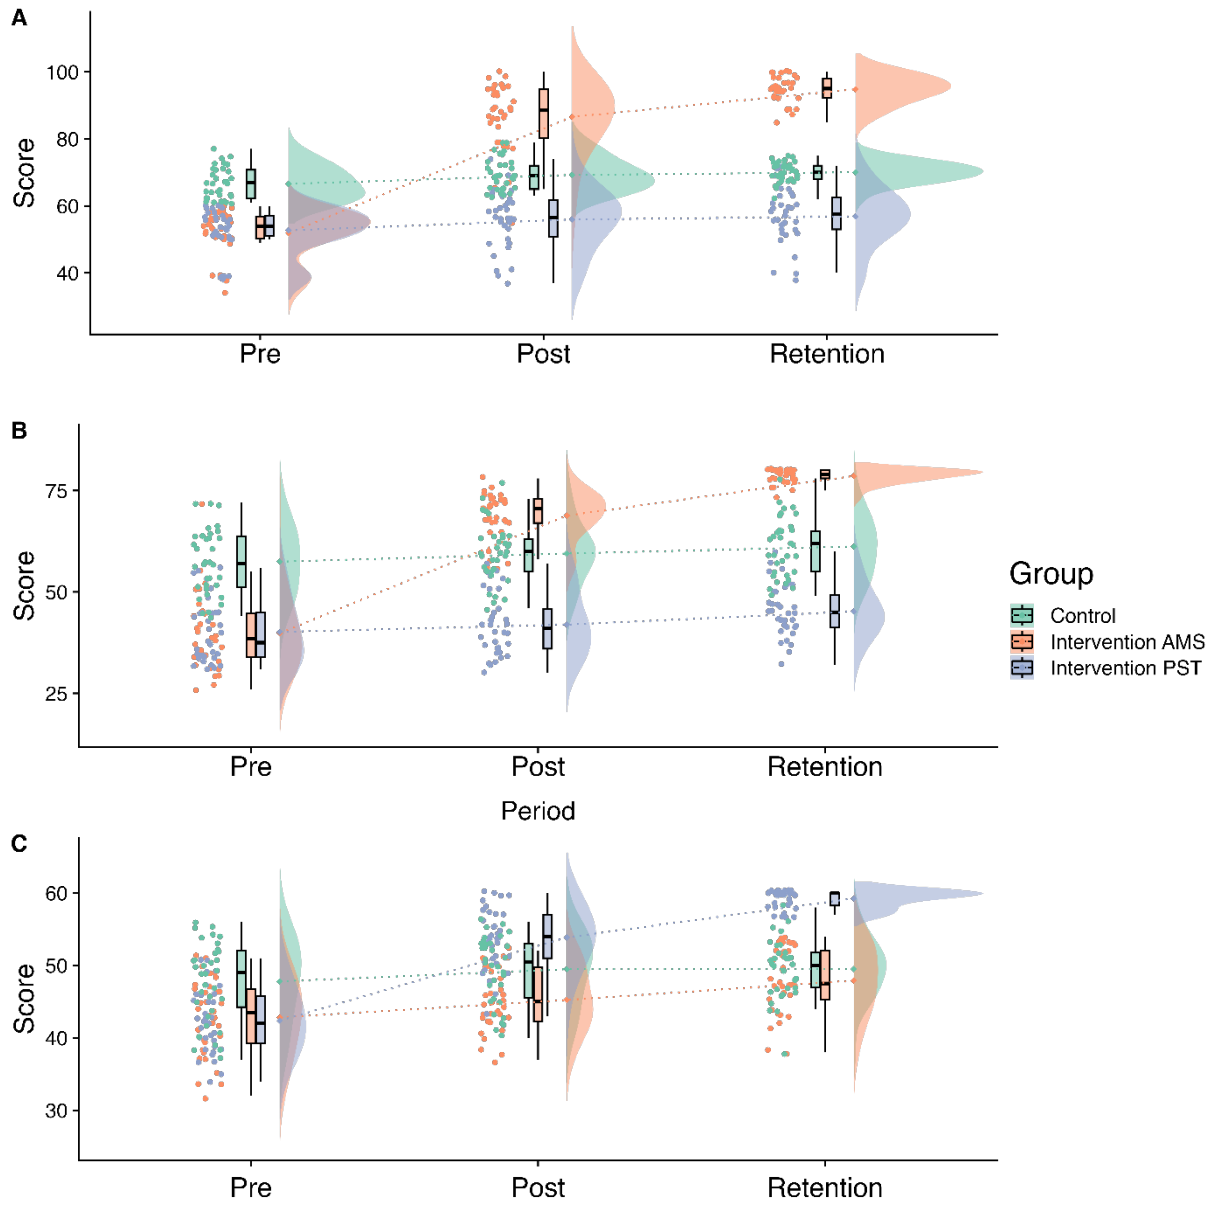 A
Score
100
80
60
40
Pre Post Retention
B
Score
75
50
25
Pre Post Retention
Period
Group
Control
Intervention AMS
Intervention PST
C
Score
60
50
40
30
Pre Post Retention